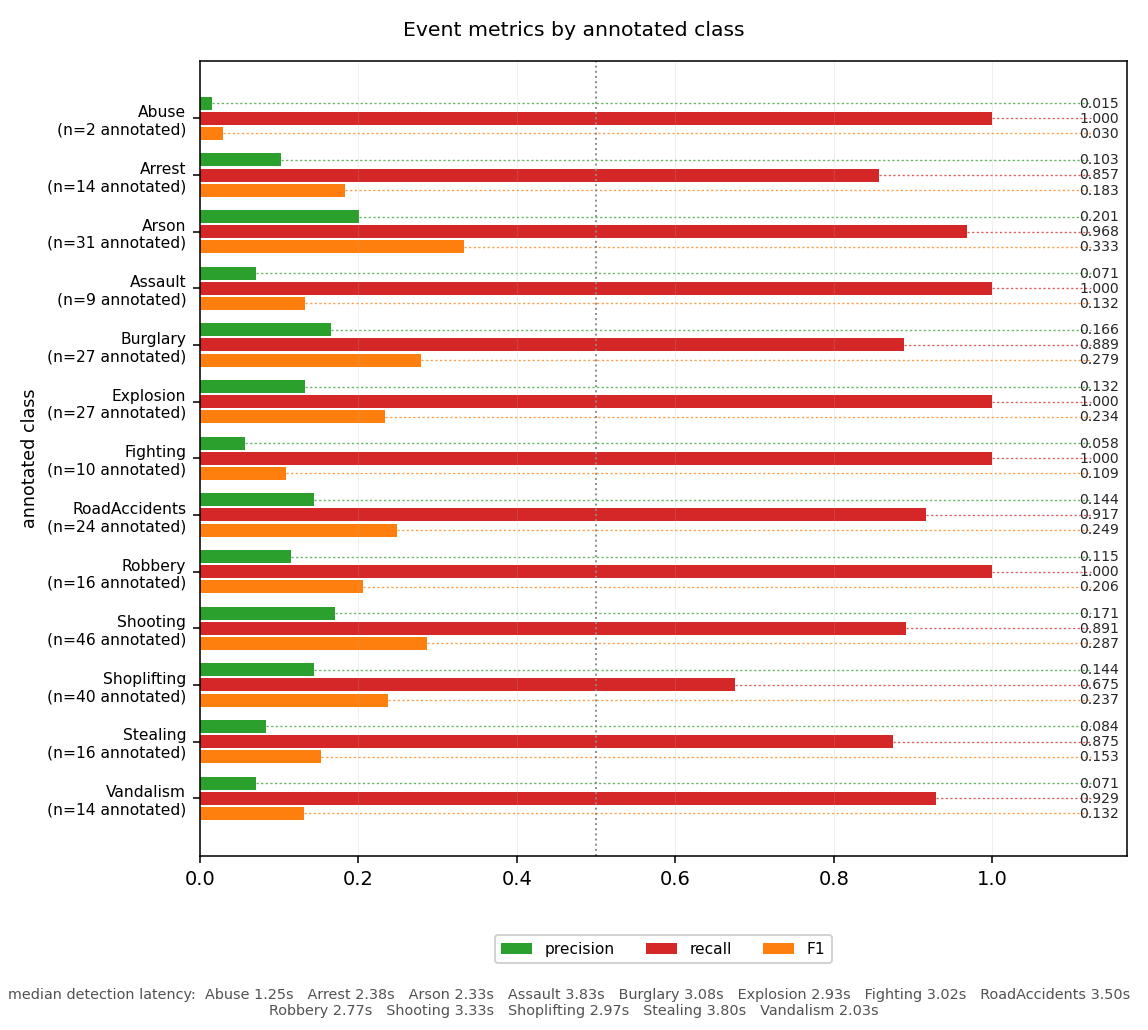 Event metrics by annotated class
annotated class
Abuse
(n=2 annotated)
0.015
1.000
0.030
Arrest
(n=14 annotated)
0.103
0.857
0.183
Arson
(n=31 annotated)
0.201
0.968
0.333
Assault
(n=9 annotated)
0.071
1.000
0.132
Burglary
(n=27 annotated)
0.166
0.889
0.279
Explosion
(n=27 annotated)
0.132
1.000
0.234
Fighting
(n=10 annotated)
0.058
1.000
0.109
RoadAccidents
(n=24 annotated)
0.144
0.917
0.249
Robbery
(n=16 annotated)
0.115
1.000
0.206
Shooting
(n=46 annotated)
0.171
0.891
0.287
Shoplifting
(n=40 annotated)
0.144
0.675
0.237
Stealing
(n=16 annotated)
0.084
0.875
0.153
Vandalism
(n=14 annotated)
0.071
0.929
0.132
0.0 0.2 0.4 0.6 0.8 1.0
precision recall F1
median detection latency: Abuse 1.25s Arrest 2.38s Arson 2.33s Assault 3.83s Burglary 3.08s Explosion 2.93s Fighting 3.02s RoadAccidents 3.50s
Robbery 2.77s Shooting 3.33s Shoplifting 2.97s Stealing 3.80s Vandalism 2.03s